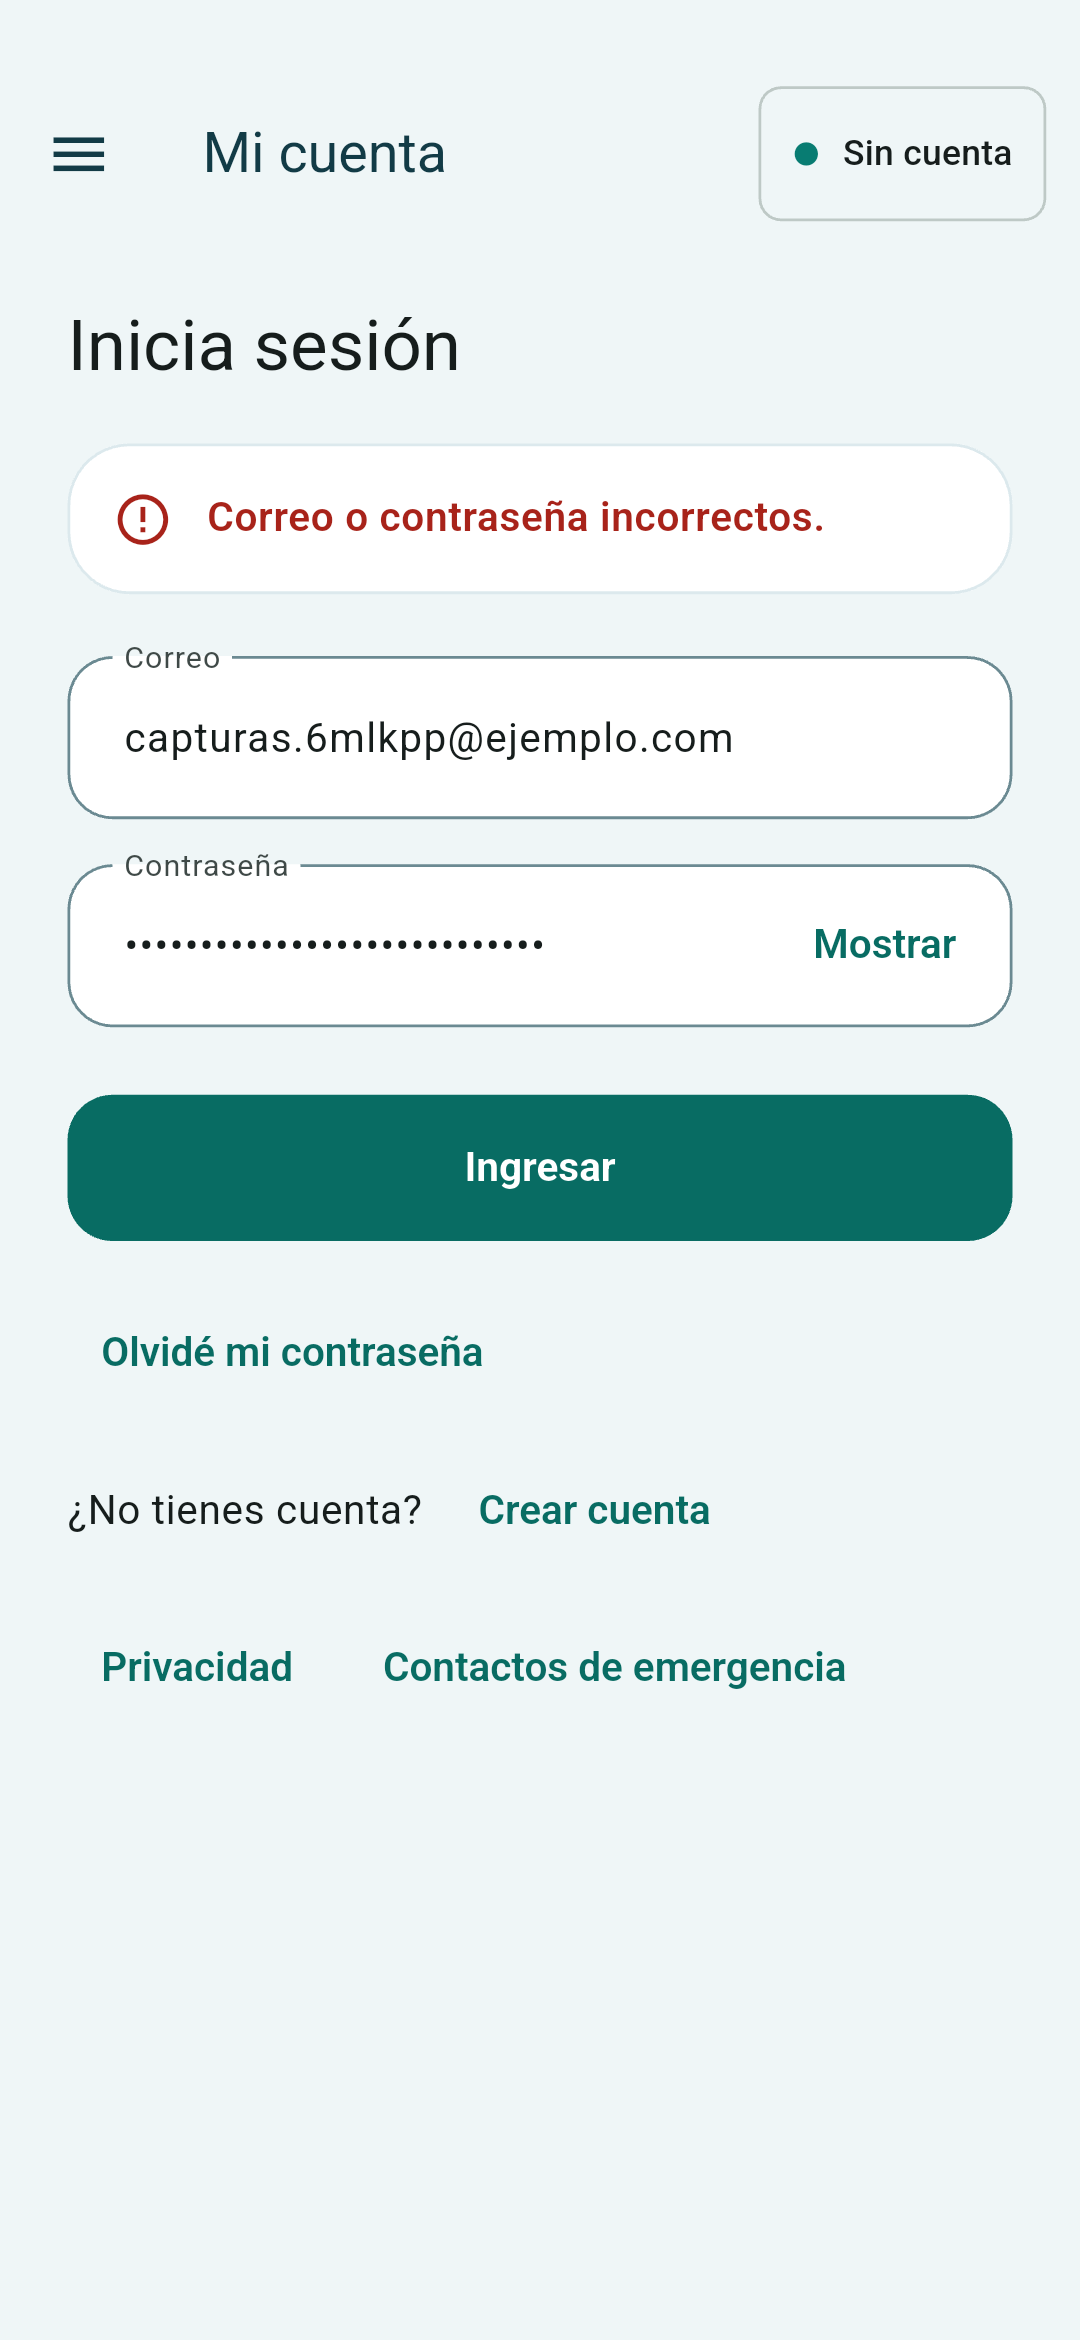 Mi cuenta
Sin cuenta
Inicia sesión
Correo o contraseña incorrectos.
Correo
capturas.6mlkpp@ejemplo.com
Contraseña
••••••••••••••••••••••••••••
Mostrar
Ingresar
Olvidé mi contraseña
¿No tienes cuenta? Crear cuenta
Privacidad Contactos de emergencia